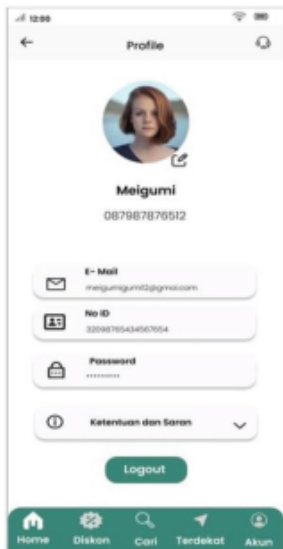 12:00
Profile
Meigumi
087987876512
E- Mail
meigumigumi12@gmai.com
No ID
32098765434567654
Password
Ketentuan dan Saran
Logout
Home Diskon Cari Terdekat Akun